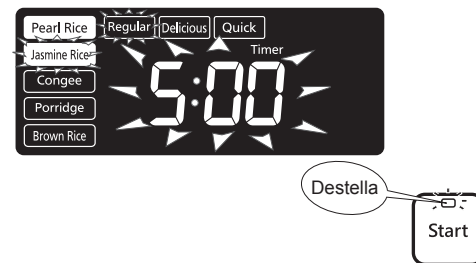 Pearl Rice Regular Delicious Quick
Jasmine Rice Timer
Congee 5:00
Porridge
Brown Rice
Destella
Start